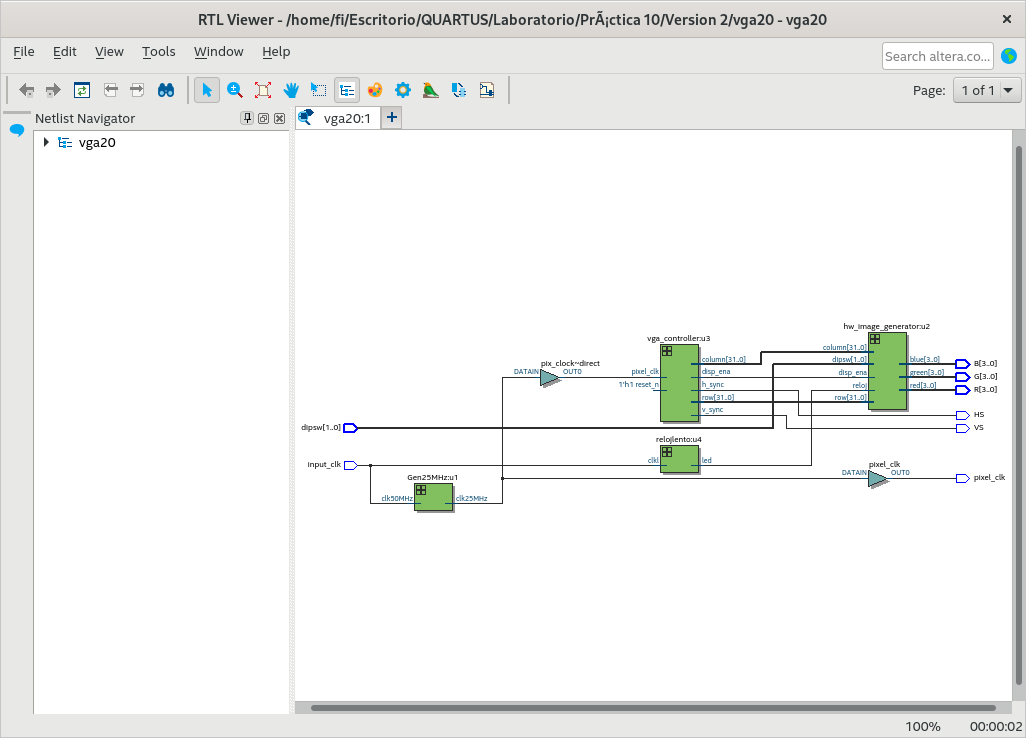 RTL Viewer - /home/fi/Escritorio/QUARTUS/Laboratorio/PrÃ¡ctica 10/Version 2/vga20 - vga20
File Edit View Tools Window Help
Search altera.co...
Page: 1 of 1
Netlist Navigator
vga20:1
vga20
hw_image_generator:u2
vga_controller:u3
column[31..0]
column[31..0] dipsw[1..0] blue[3..0] B[3..0]
pix_clock~direct
DATAIN OUT0 pixel_clk disp_ena disp_ena green[3..0] G[3..0]
1'h1 reset_n h_sync reloj red[3..0] R[3..0]
row[31..0] row[31..0]
v_sync HS
dipsw[1..0] VS
relojlento:u4
input_clk clkl led
pixel_clk
DATAIN OUT0
Gen25MHz:u1 pixel_clk
clk50MHz clk25MHz
100% 00:00:02